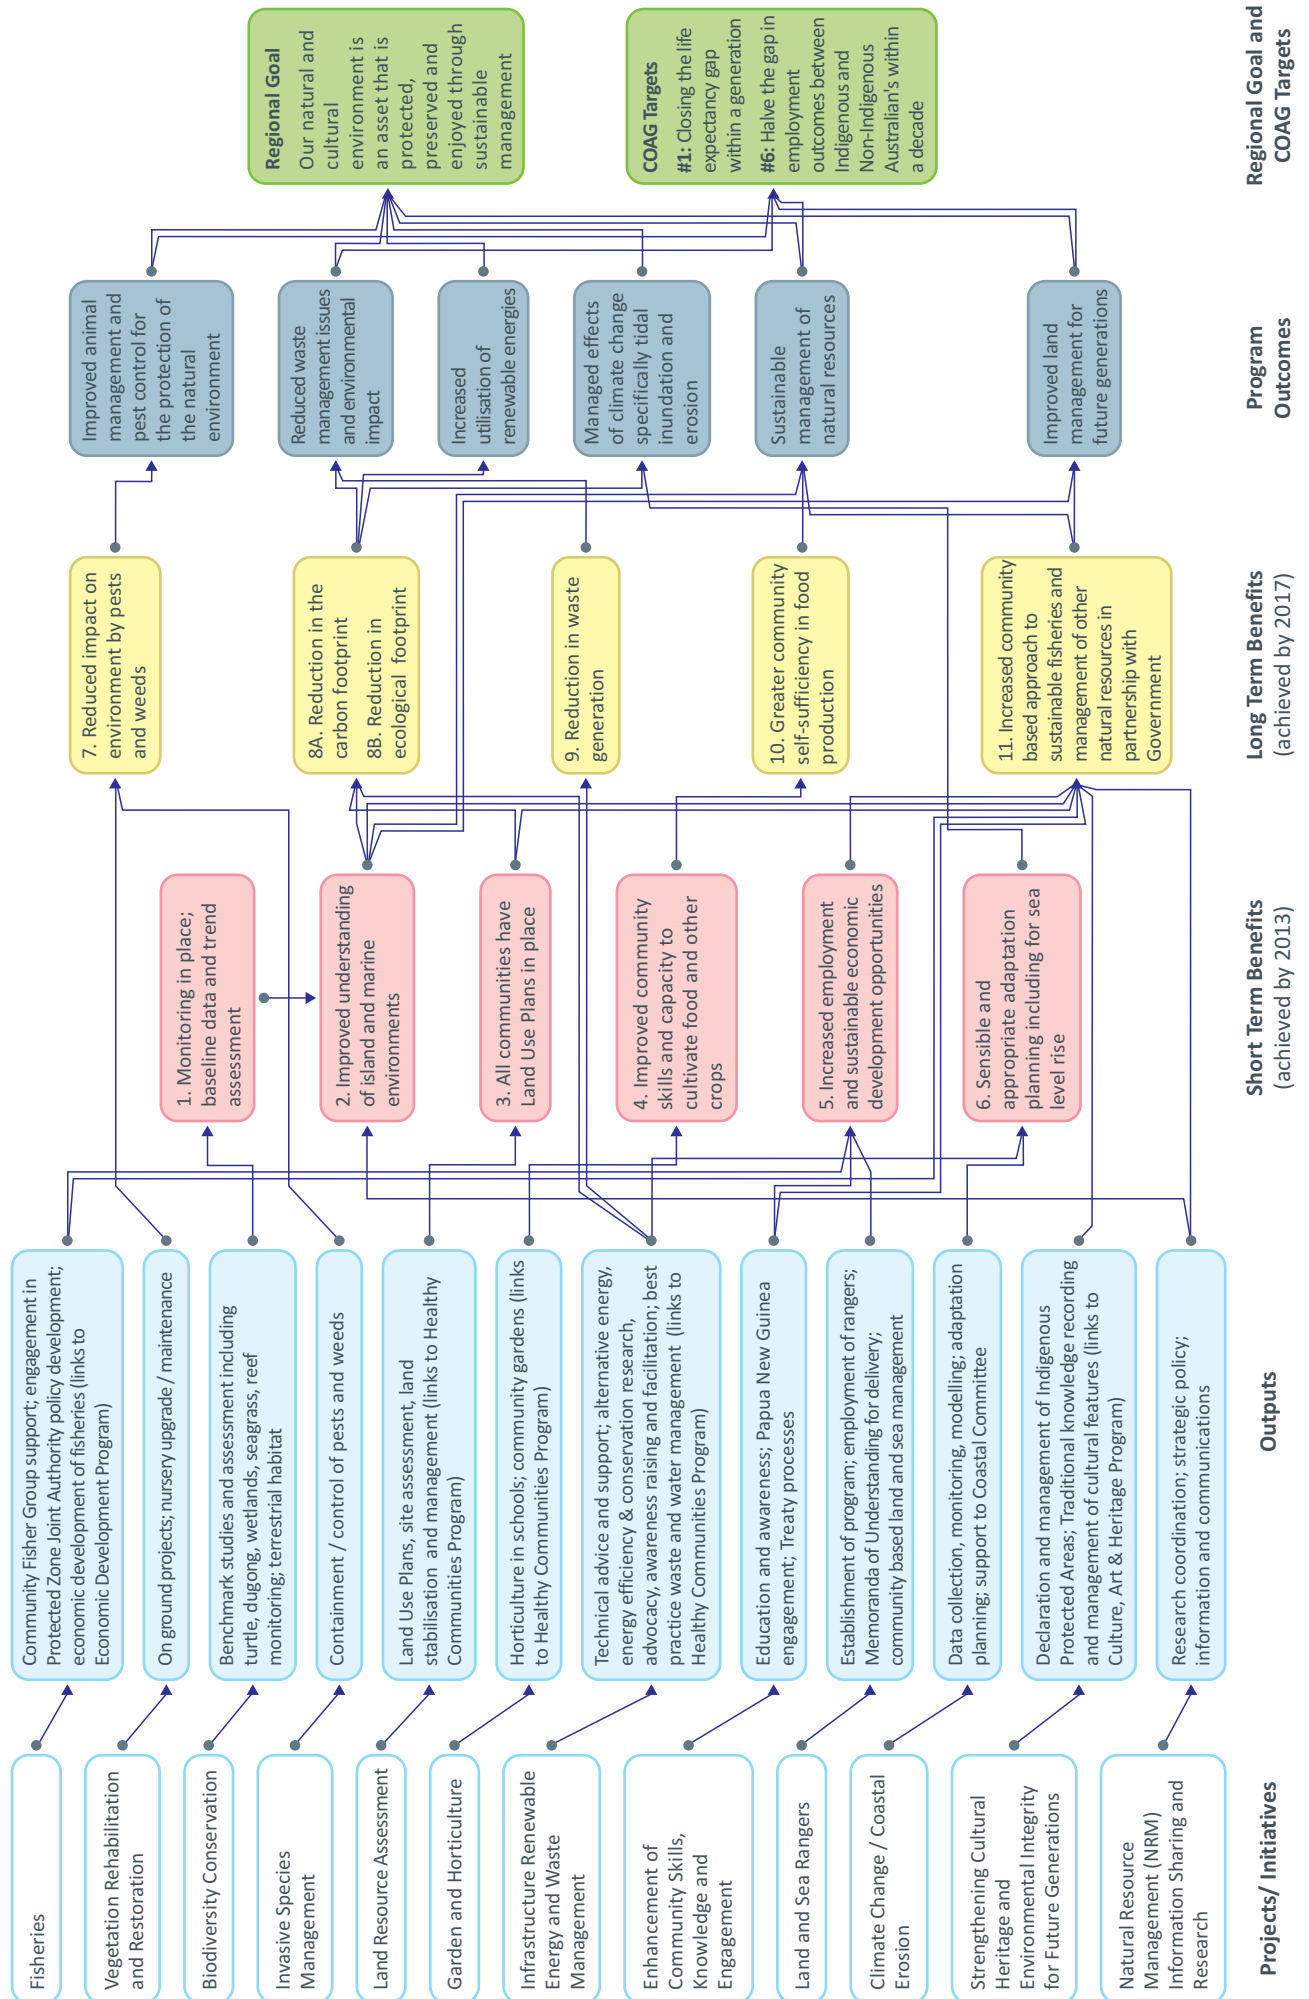 Fisheries
Vegetation Rehabilitation
and Restoration
Biodiversity Conservation
Invasive Species
Management
Land Resource Assessment
Garden and Horticulture
Infrastructure Renewable
Energy and Waste
Management
Enhancement of
Community Skills,
Knowledge and
Engagement
Land and Sea Rangers
Climate Change / Coastal
Erosion
Strengthening Cultural
Heritage and
Environmental Integrity
for Future Generations
Natural Resource
Management (NRM)
Information Sharing and
Research
Projects/ Initiatives
Community Fisher Group support; engagement in
Protected Zone Joint Authority policy development;
economic development of fisheries (links to
Economic Development Program)
On ground projects; nursery upgrade / maintenance
Benchmark studies and assessment including
turtle, dugong, wetlands, seagrass, reef
monitoring; terrestrial habitat
Containment / control of pests and weeds
Land Use Plans, site assessment, land
stabilisation and management (links to Healthy
Communities Program)
Horticulture in schools; community gardens (links
to Healthy Communities Program)
Technical advice and support; alternative energy,
energy efficiency & conservation research,
advocacy, awareness raising and facilitation; best
practice waste and water management  (links to
Healthy Communities Program)
Education and awareness; Papua New Guinea
engagement; Treaty processes
Establishment of program; employment of rangers;
Memoranda of Understanding for delivery;
community based land and sea management
Data collection, monitoring, modelling; adaptation
planning; support to Coastal Committee
Declaration and management of Indigenous
Protected Areas; Traditional knowledge recording
and management of cultural features (links to
Culture, Art & Heritage Program)
Research coordination; strategic policy;
information and communications
Outputs
1. Monitoring in place;
baseline data and trend
assessment
2. Improved understanding
of island and marine
environments
3. All communities have
Land Use Plans in place
4. Improved community
skills and capacity to
cultivate food and other
crops
5. Increased employment
and sustainable economic
development opportunities
6. Sensible and
appropriate adaptation
planning including for sea
level rise
Short Term Benefits
(achieved by 2013)
7. Reduced impact on
environment by pests
and weeds
8A. Reduction in the
carbon footprint
8B. Reduction in
ecological  footprint
9. Reduction in waste
generation
10. Greater community
self-sufficiency in food
production
11. Increased community
based approach to
sustainable fisheries and
management of other
natural resources in
partnership with
Government
Long Term Benefits
(achieved by 2017)
Improved animal
management and
pest control for
the protection of
the natural
environment
Reduced waste
management issues
and environmental
impact
Increased
utilisation of
renewable energies
Managed effects
of climate change
specifically tidal
inundation and
erosion
Sustainable
management of
natural resources
Improved land
management for
future generations
Program
Outcomes
Regional Goal
Our natural and
cultural
environment is
an asset that is
protected,
preserved and
enjoyed through
sustainable
management
COAG Targets
#1: Closing the life
expectancy gap
within a generation
#6: Halve the gap in
employment
outcomes between
Indigenous and
Non-Indigenous
Australian's within
a decade
Regional Goal and
COAG Targets